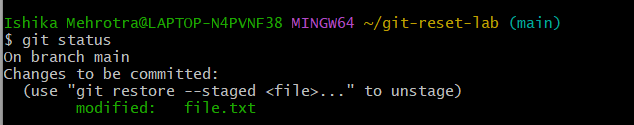 Ishika Mehrotra@LAPTOP-N4PVNF38 MINGW64 ~/git-reset-lab (main)
$ git status
On branch main
Changes to be committed:
  (use "git restore --staged <file>..." to unstage)
        modified:   file.txt